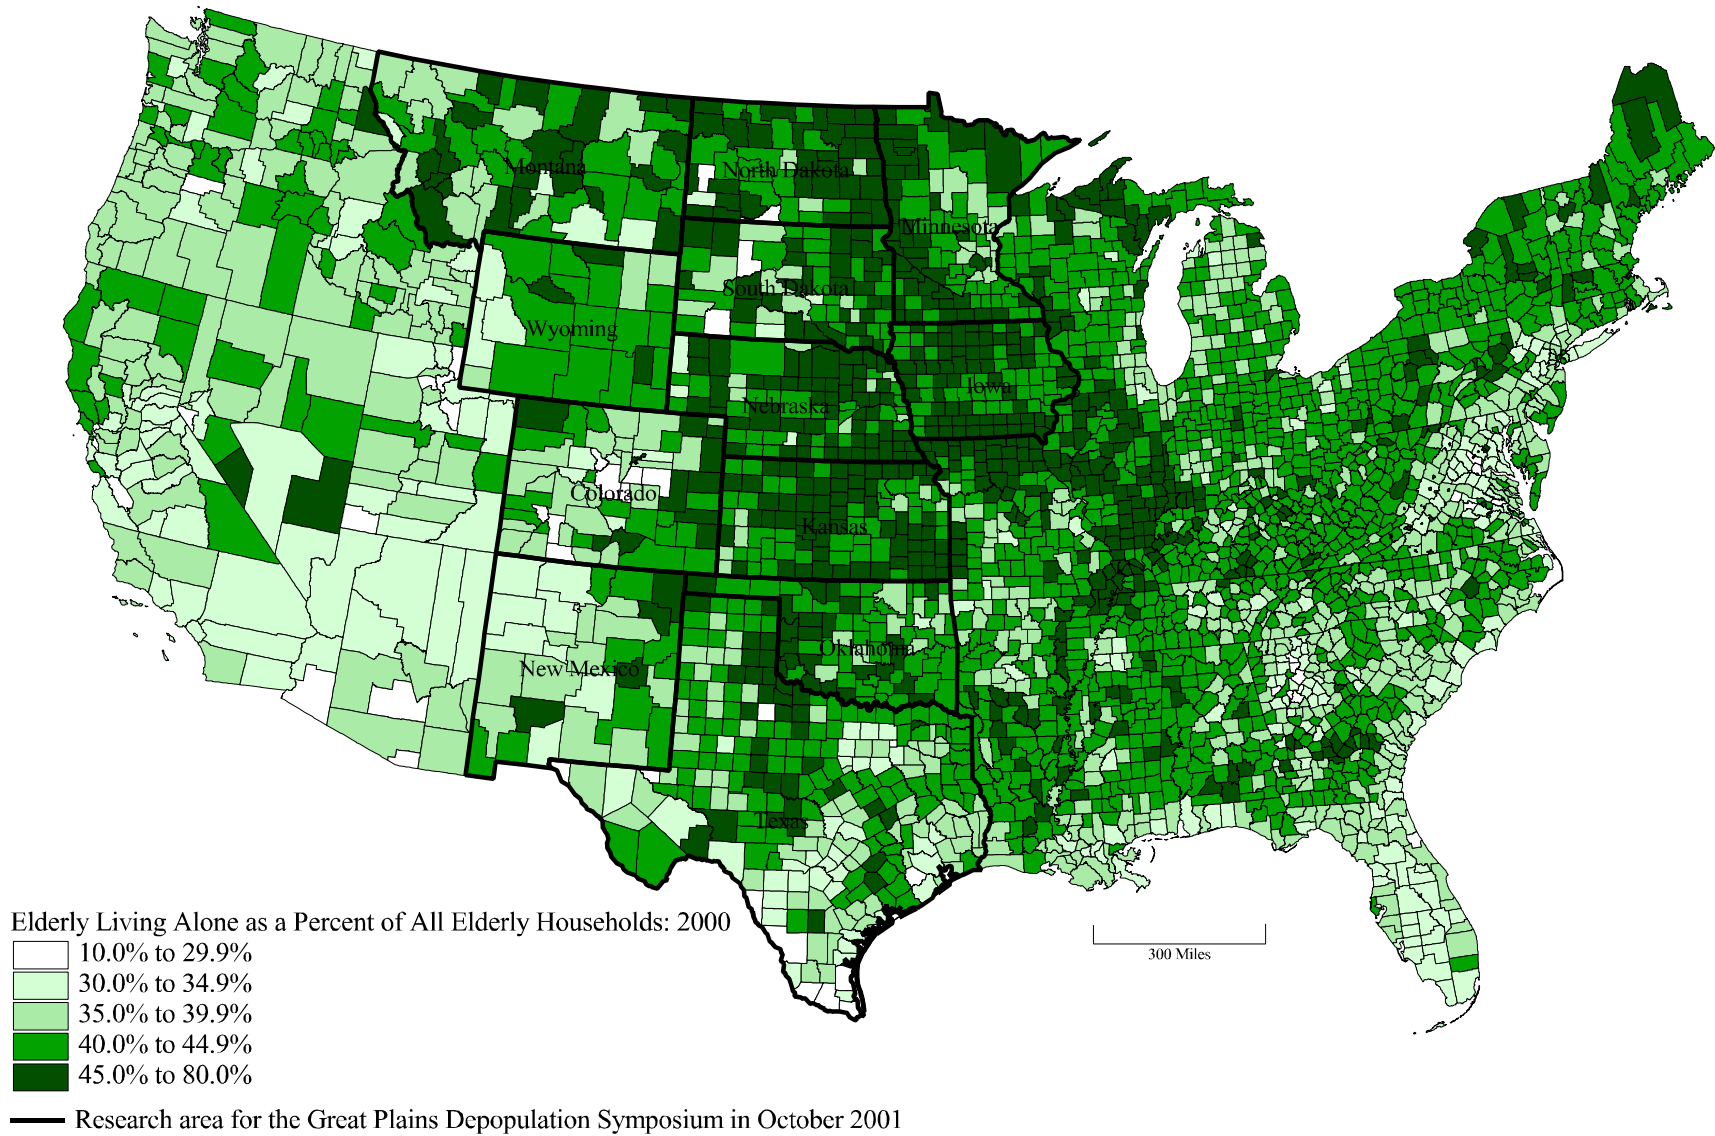 Montana
North Dakota
Minnesota
South Dakota
Wyoming
Iowa
Nebraska
Colorado
Kansas
Oklahoma
New Mexico
Texas
Elderly Living Alone as a Percent of All Elderly Households: 2000
10.0% to 29.9%
30.0% to 34.9%
35.0% to 39.9%
40.0% to 44.9%
45.0% to 80.0%
300 Miles
Research area for the Great Plains Depopulation Symposium in October 2001